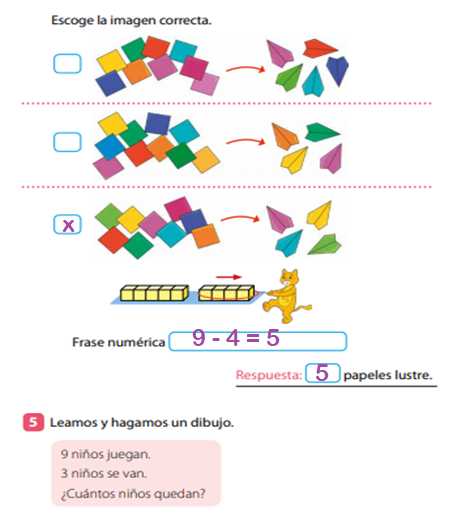 Escoge la imagen correcta.
x
Frase numérica 9 - 4 = 5
Respuesta: 5 papeles lustre.
5 Leamos y hagamos un dibujo.
9 niños juegan.
3 niños se van.
¿Cuántos niños quedan?